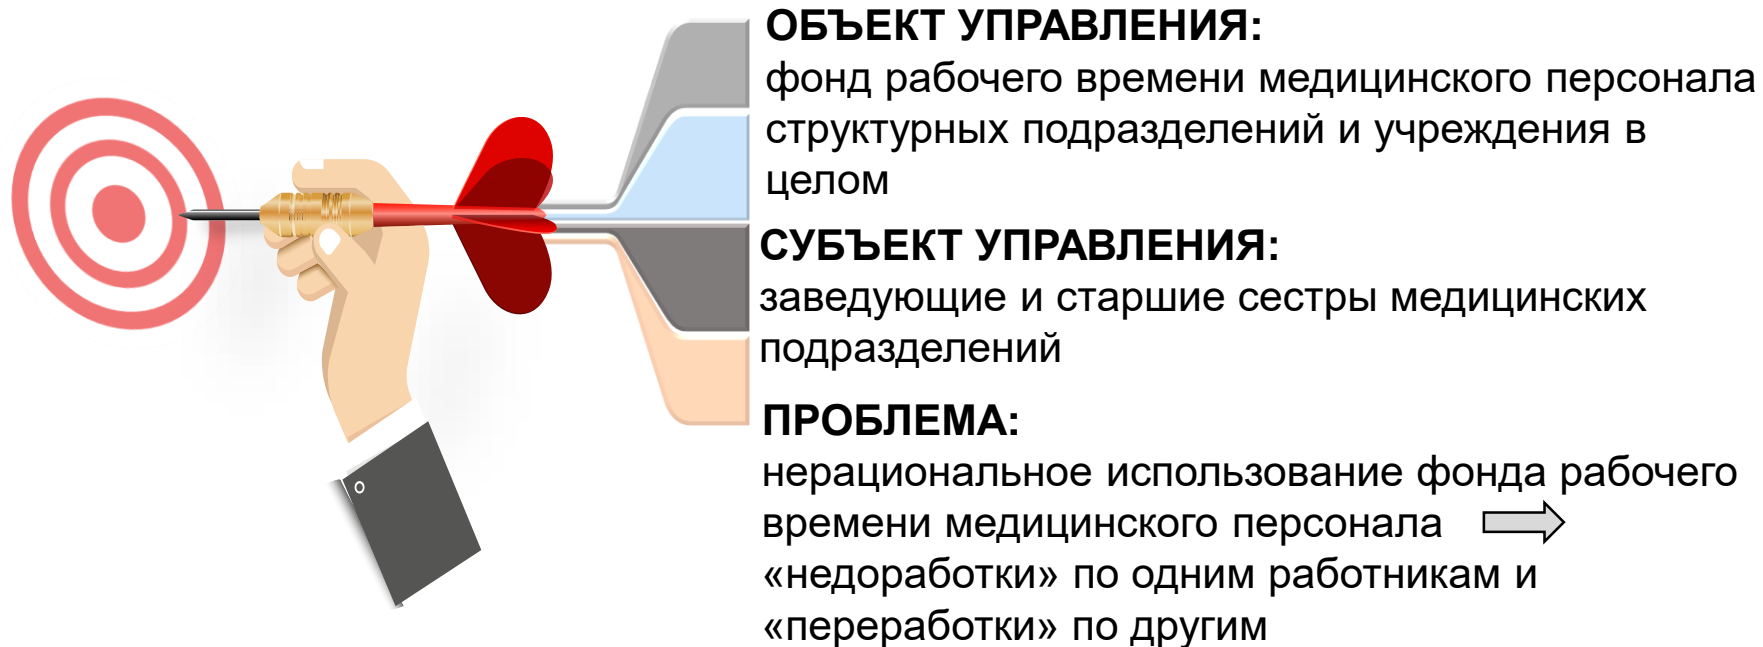 ОБЪЕКТ УПРАВЛЕНИЯ:
фонд рабочего времени медицинского персонала
структурных подразделений и учреждения в
целом
СУБЪЕКТ УПРАВЛЕНИЯ:
заведующие и старшие сестры медицинских
подразделений
ПРОБЛЕМА:
нерациональное использование фонда рабочего
времени медицинского персонала
«недоработки» по одним работникам и
«переработки» по другим